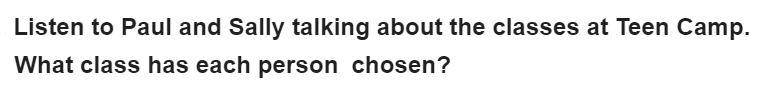 Listen to Paul and Sally talking about the classes at Teen Camp.
What class has each person  chosen?